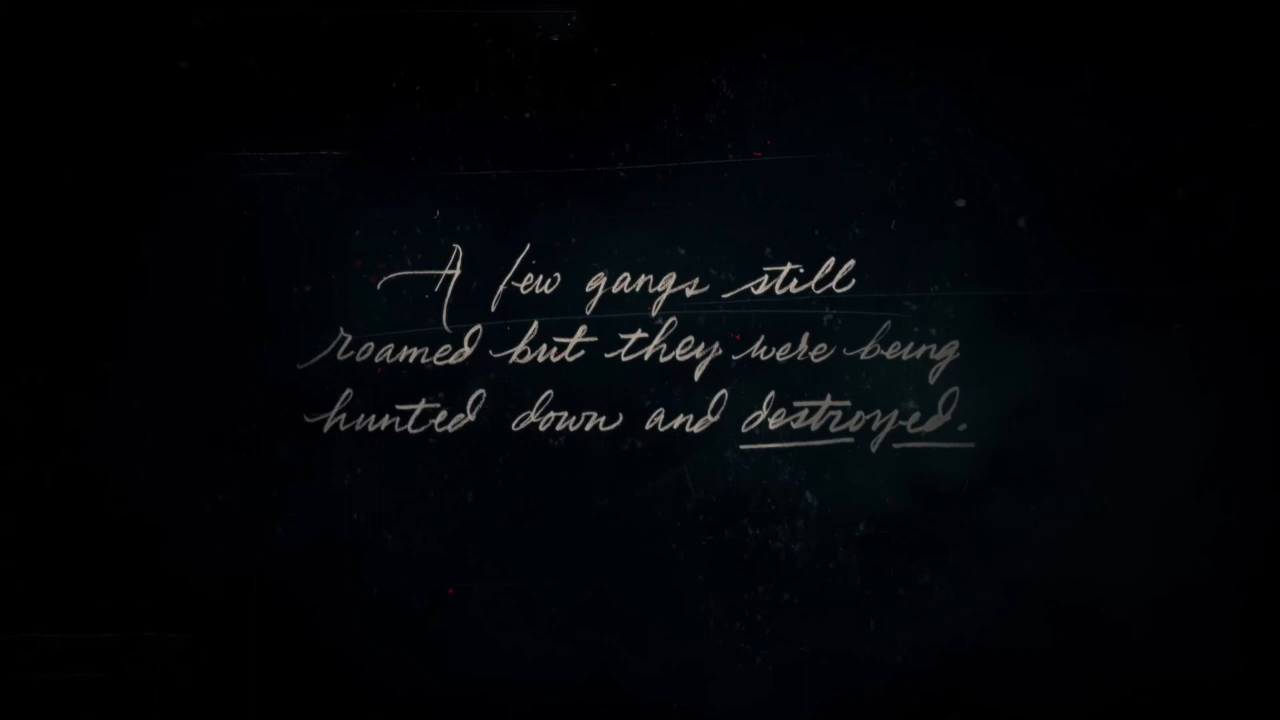 A few gangs still
roamed but they were being
hunted down and destroyed.